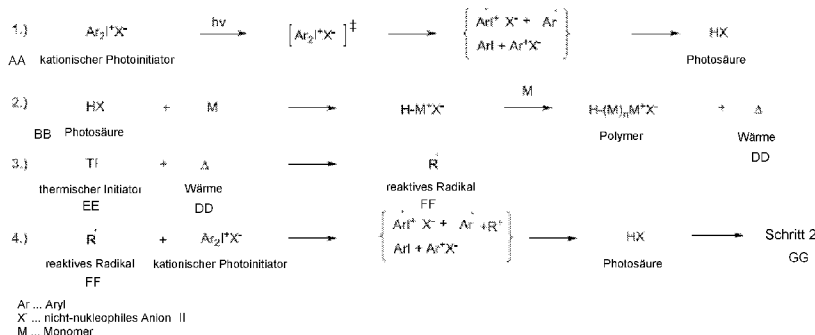 1.) Ar₂I⁺X⁻ hν [Ar₂I⁺X⁻]‡ ArI⁺ X⁻ + Ar HX
ArI + Ar⁺X⁻
AA kationischer Photoinitiator Photosäure
2.) HX + M H-M⁺X⁻ M H-(M)ₙM⁺X⁻ + Δ
BB Photosäure Polymer Wärme
DD
3.) TI + Δ R
thermischer Initiator Wärme reaktives Radikal
EE DD FF
4.) R + Ar₂I⁺X⁻ ArI⁺ X⁻ + Ar +R⁺ HX Schritt 2
ArI + Ar⁺X⁻
reaktives Radikal kationischer Photoinitiator Photosäure GG
FF
Ar ... Aryl
X⁻ ... nicht-nukleophiles Anion II
M ... Monomer